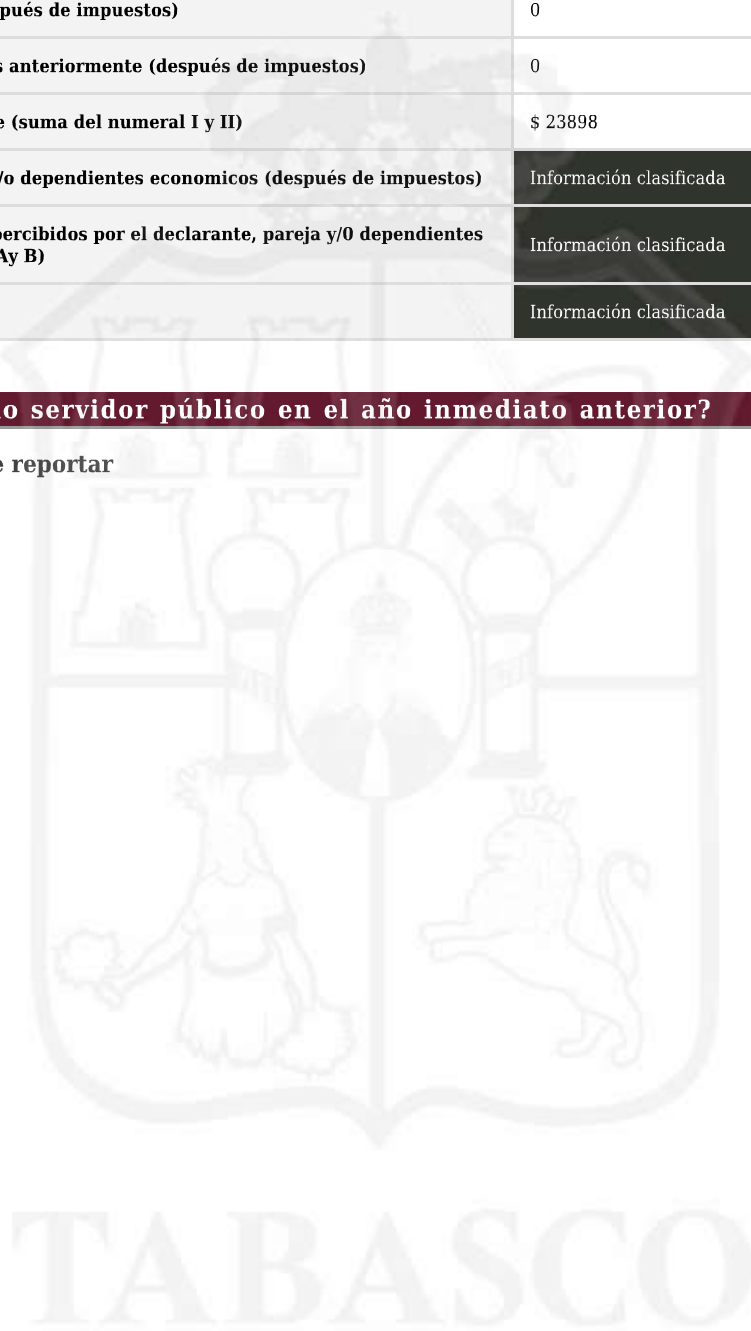 pués de impuestos)
0
s anteriormente (después de impuestos)
0
e (suma del numeral I y II)
$ 23898
/o dependientes economicos (después de impuestos)
Información clasificada
percibidos por el declarante, pareja y/0 dependientes
Ay B)
Información clasificada
Información clasificada
o servidor público en el año inmediato anterior?
e reportar
TABASCO